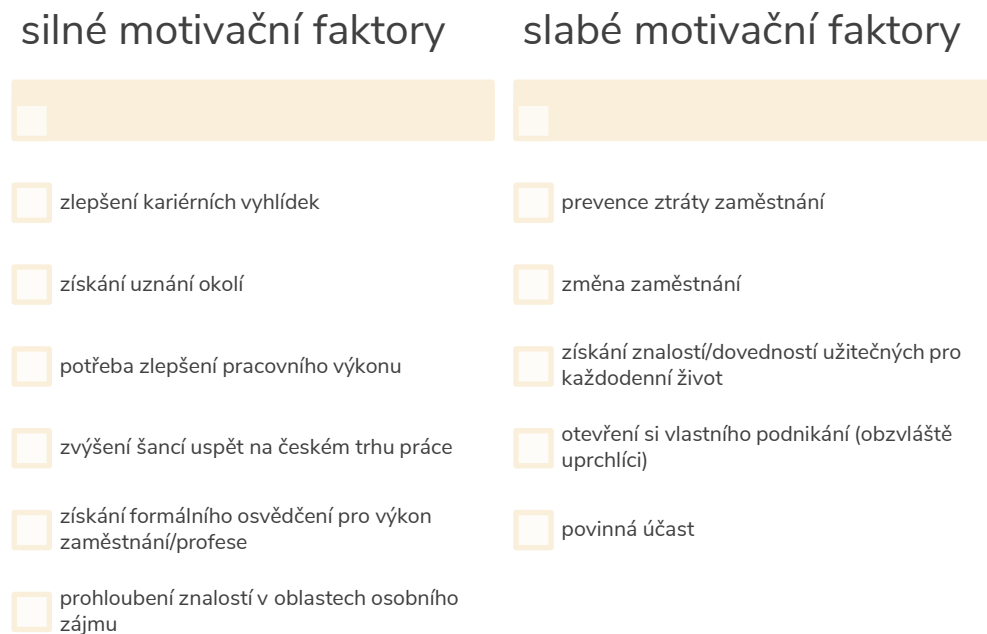 silné motivační faktory
zlepšení kariérních vyhlídek
získání uznání okolí
potřeba zlepšení pracovního výkonu
zvýšení šancí uspět na českém trhu práce
získání formálního osvědčení pro výkon
zaměstnání/profese
prohloubení znalostí v oblastech osobního
zájmu
slabé motivační faktory
prevence ztráty zaměstnání
změna zaměstnání
získání znalostí/dovedností užitečných pro
každodenní život
otevření si vlastního podnikání (obzvláště
uprchlíci)
povinná účast